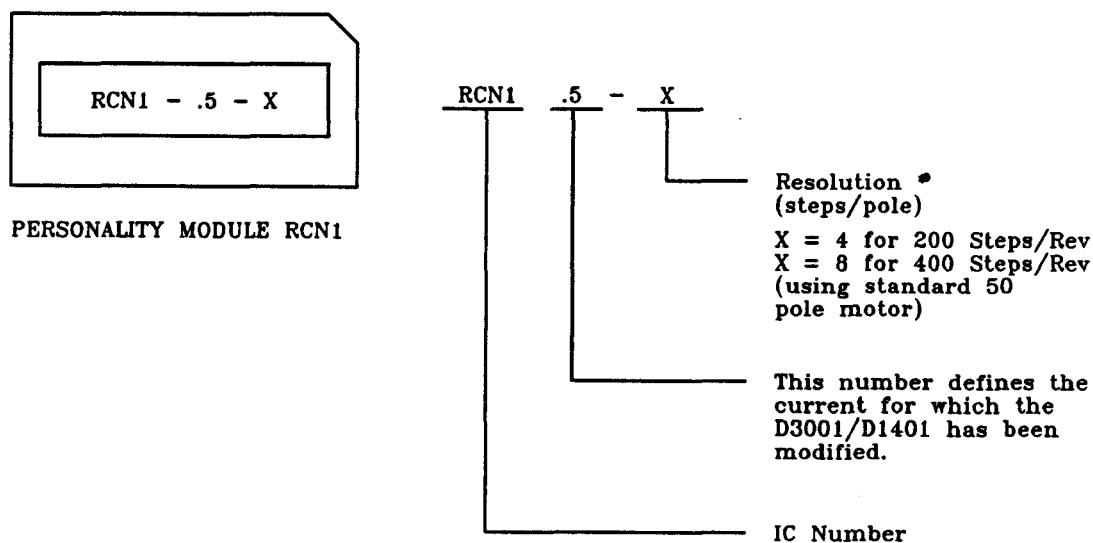 RCN1 - .5 - X
PERSONALITY MODULE RCN1
RCN1 .5 - X
Resolution *
(steps/pole)
X = 4 for 200 Steps/Rev
X = 8 for 400 Steps/Rev
(using standard 50
pole motor)
This number defines the
current for which the
D3001/D1401 has been
modified.
IC Number